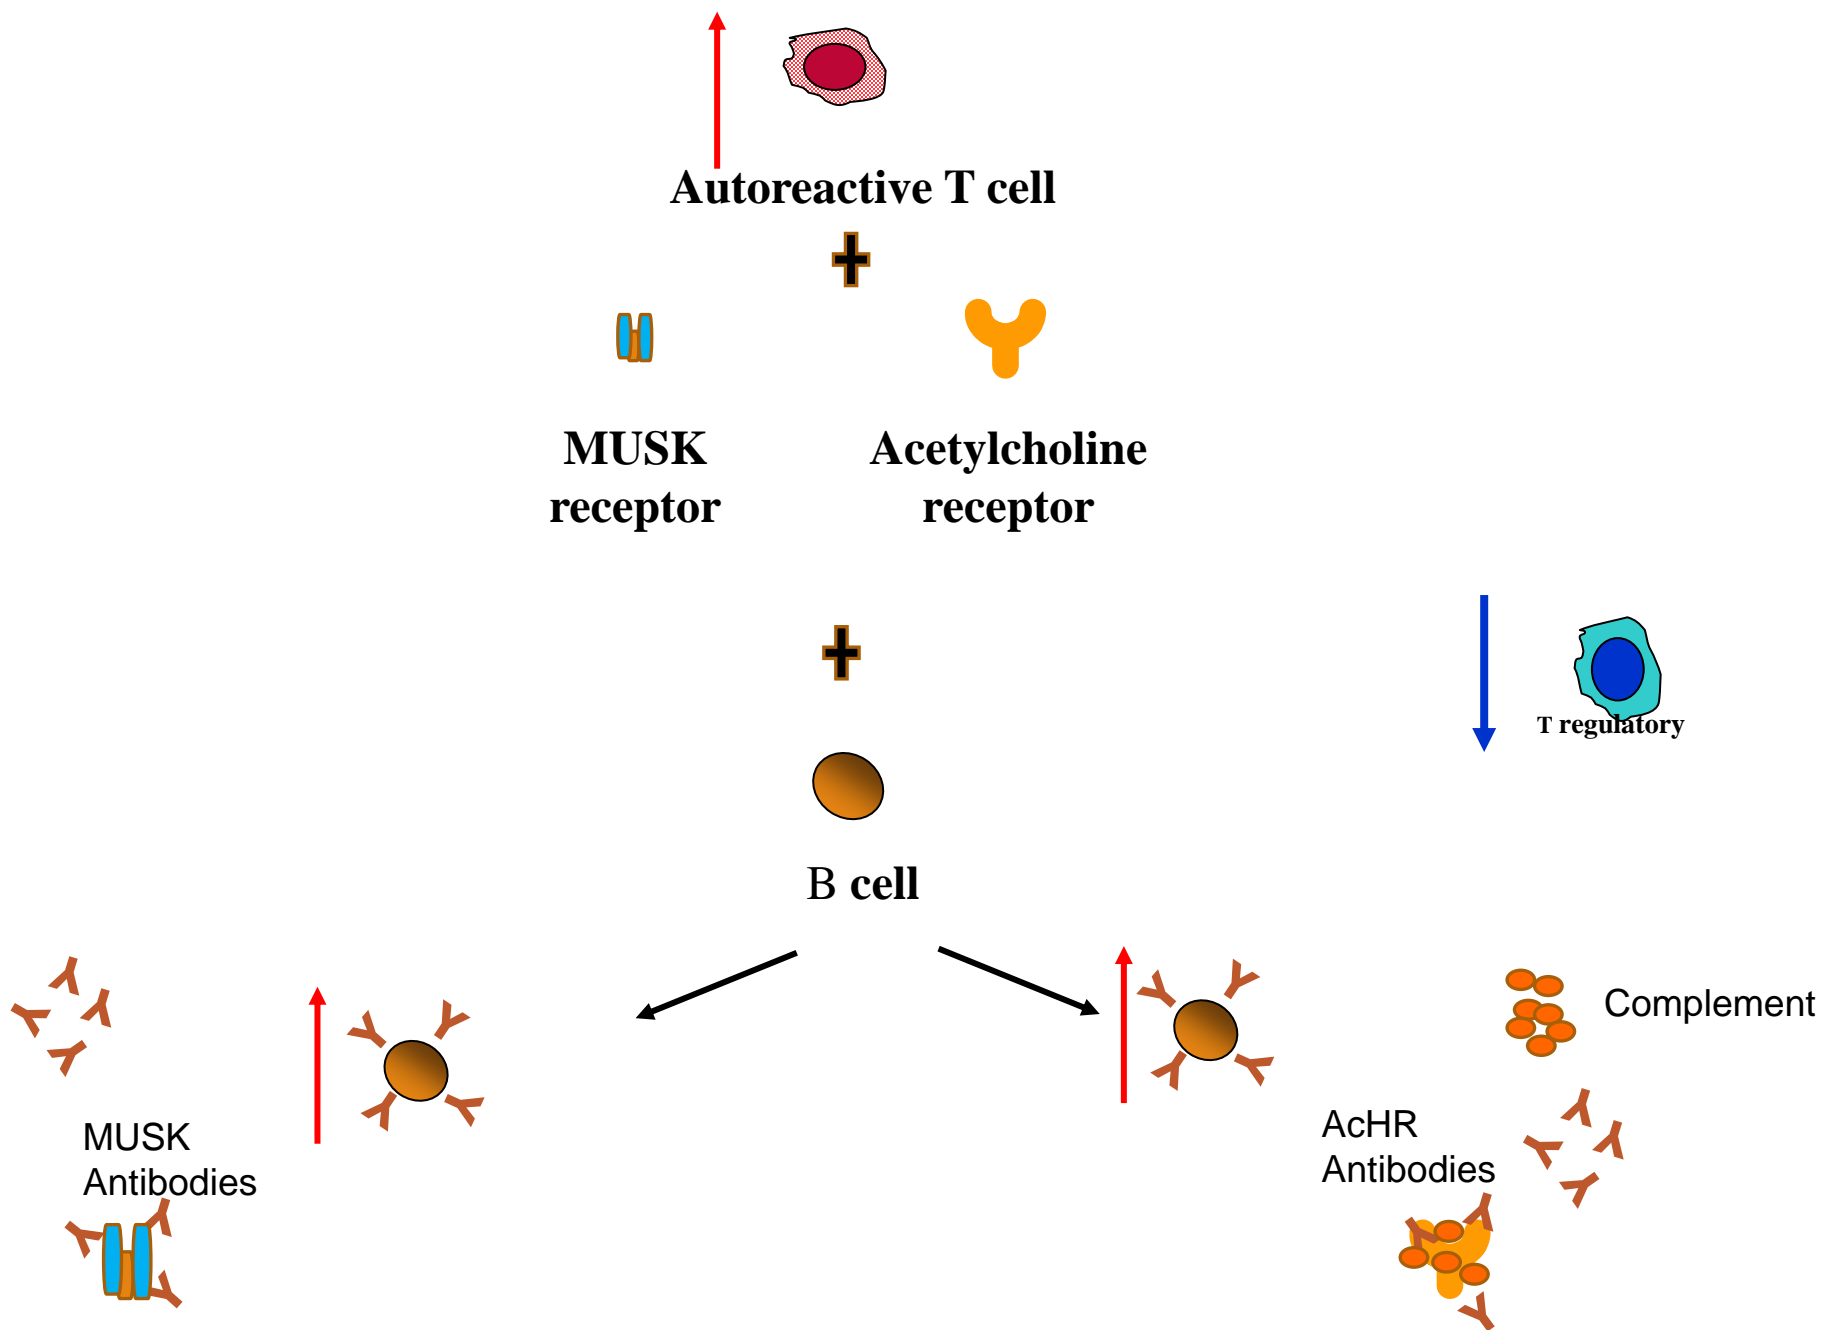 Autoreactive T cell
MUSK
receptor
Acetylcholine
receptor
T regulatory
B cell
Complement
MUSK
Antibodies
AcHR
Antibodies